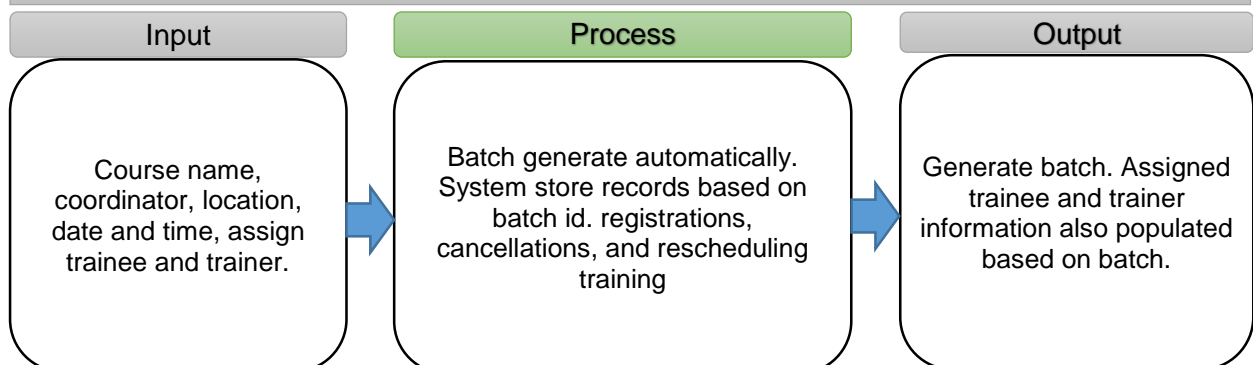 Input
Process
Output
Course name,
coordinator, location,
date and time, assign
trainee and trainer.
Batch generate automatically.
System store records based on
batch id. registrations,
cancellations, and rescheduling
training
Generate batch. Assigned
trainee and trainer
information also populated
based on batch.